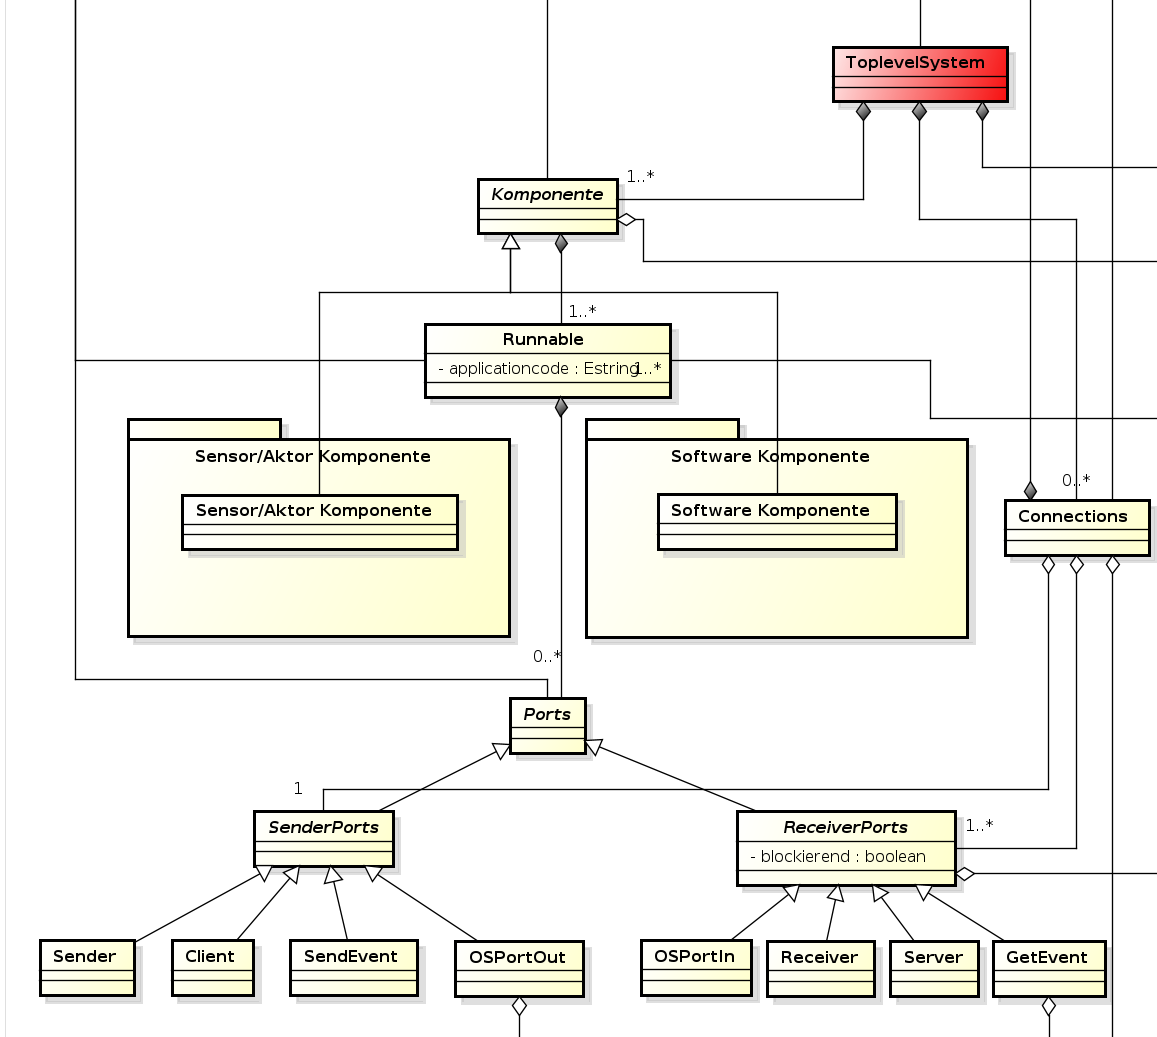 ToplevelSystem
1..*
Komponente
1..*
Runnable
- applicationcode : Estring
1..*
Sensor/Aktor Komponente
Software Komponente
0..*
Sensor/Aktor Komponente
Software Komponente
Connections
0..*
Ports
1
SenderPorts
ReceiverPorts
1..*
- blockierend : boolean
Sender
Client
SendEvent
OSPortOut
OSPortIn
Receiver
Server
GetEvent